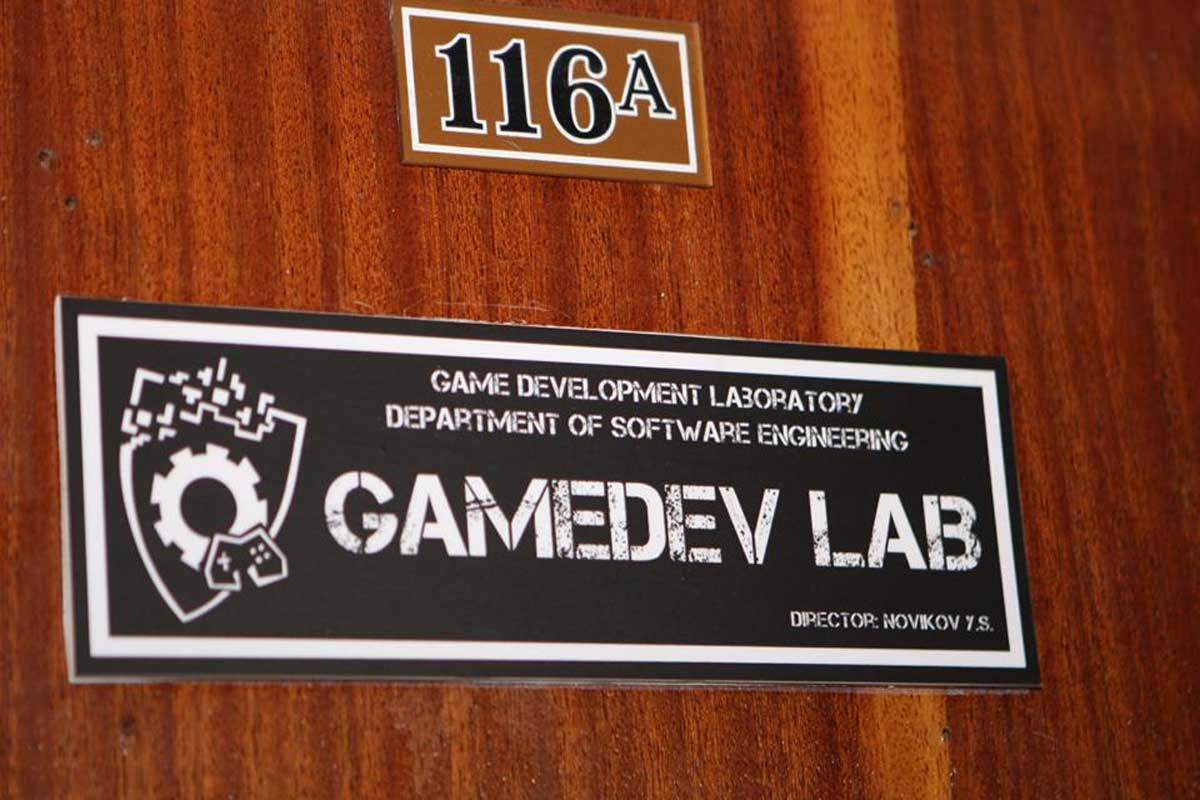 116A
GAME DEVELOPMENT LABORATORY
DEPARTMENT OF SOFTWARE ENGINEERING
GAMEDEV LAB
DIRECTOR: NOVIKOV Y.S.